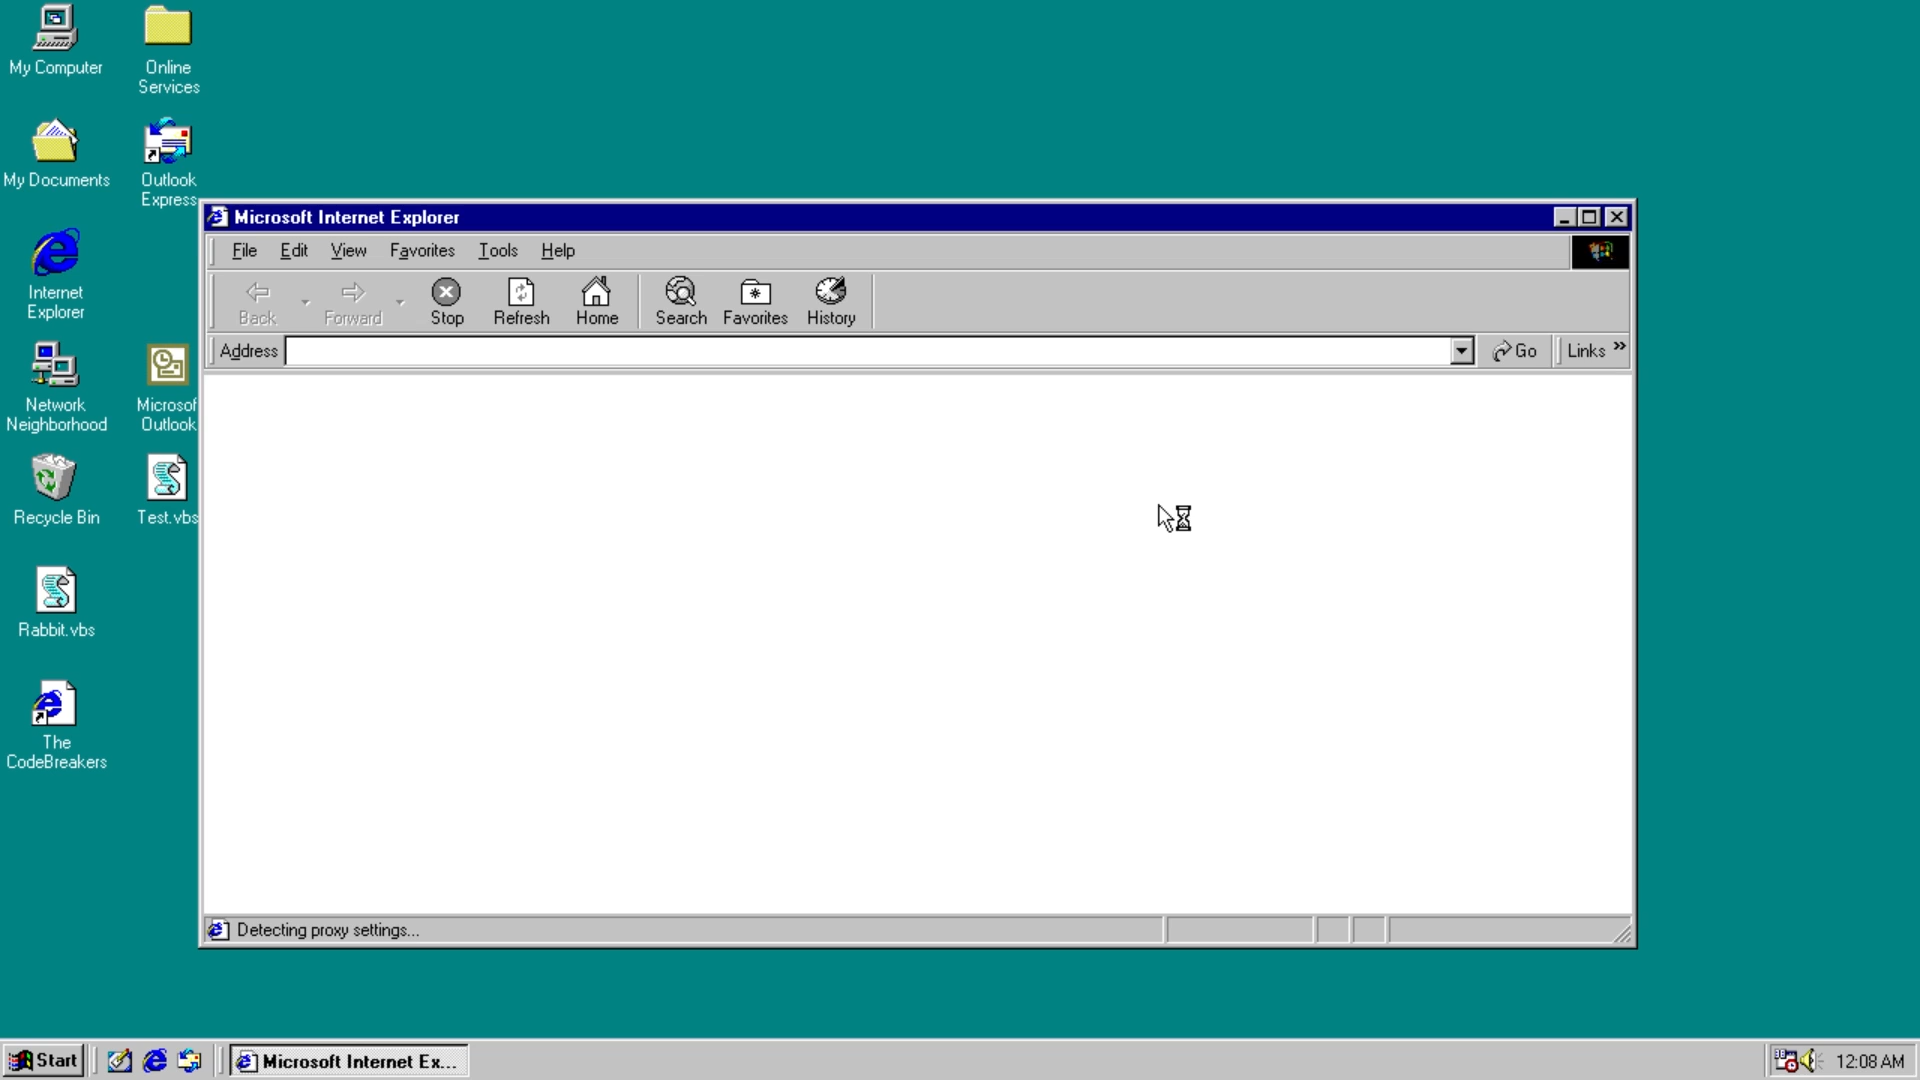 My Computer
Online
Services
My Documents
Outlook
Express
Internet
Explorer
Network
Neighborhood
Microsof
Outlook
Recycle Bin
Test.vbs
Rabbit.vbs
The
CodeBreakers
Microsoft Internet Explorer
File Edit View Favorites Tools Help
Back Forward Stop Refresh Home Search Favorites History
Address Go Links »
Detecting proxy settings...
Start Microsoft Internet Ex... 12:08 AM